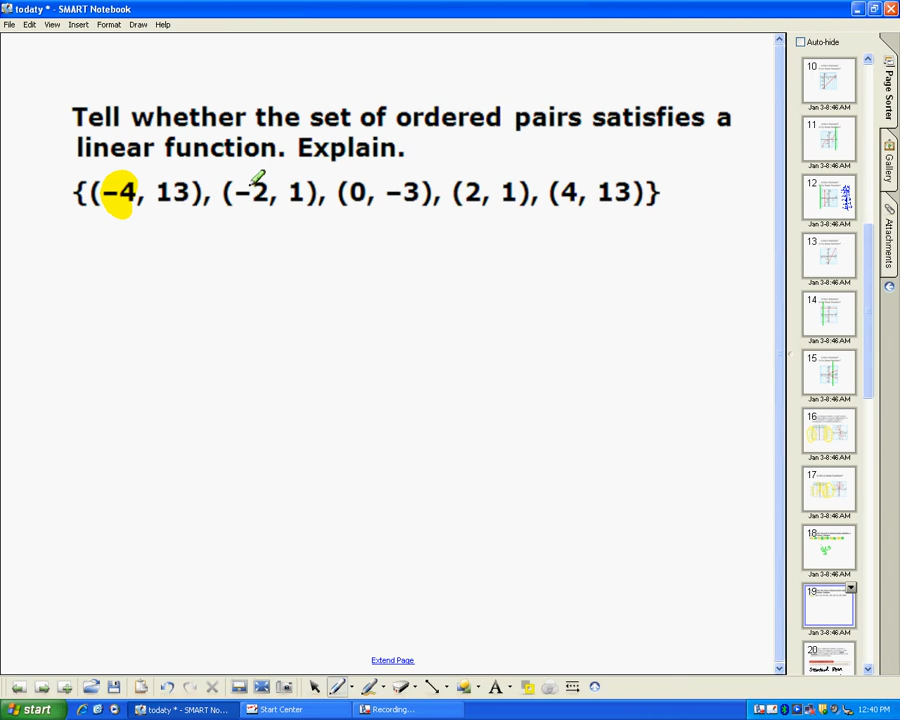 todaty * - SMART Notebook
File Edit View Insert Format Draw Help
Tell whether the set of ordered pairs satisfies a
linear function. Explain.
{(–4, 13), (–2, 1), (0, –3), (2, 1), (4, 13)}
Extend Page
Auto-hide
10
Jan 3-8:46 AM
11
Jan 3-8:46 AM
12
Jan 3-8:46 AM
13
Jan 3-8:46 AM
14
Jan 3-8:46 AM
15
Jan 3-8:46 AM
16
Jan 3-8:46 AM
17
Jan 3-8:46 AM
18
Jan 3-8:46 AM
19
Jan 3-8:46 AM
20
Page Sorter
Gallery
Attachments
start
todaty * - SMART No...
Start Center
Recording...
12:40 PM